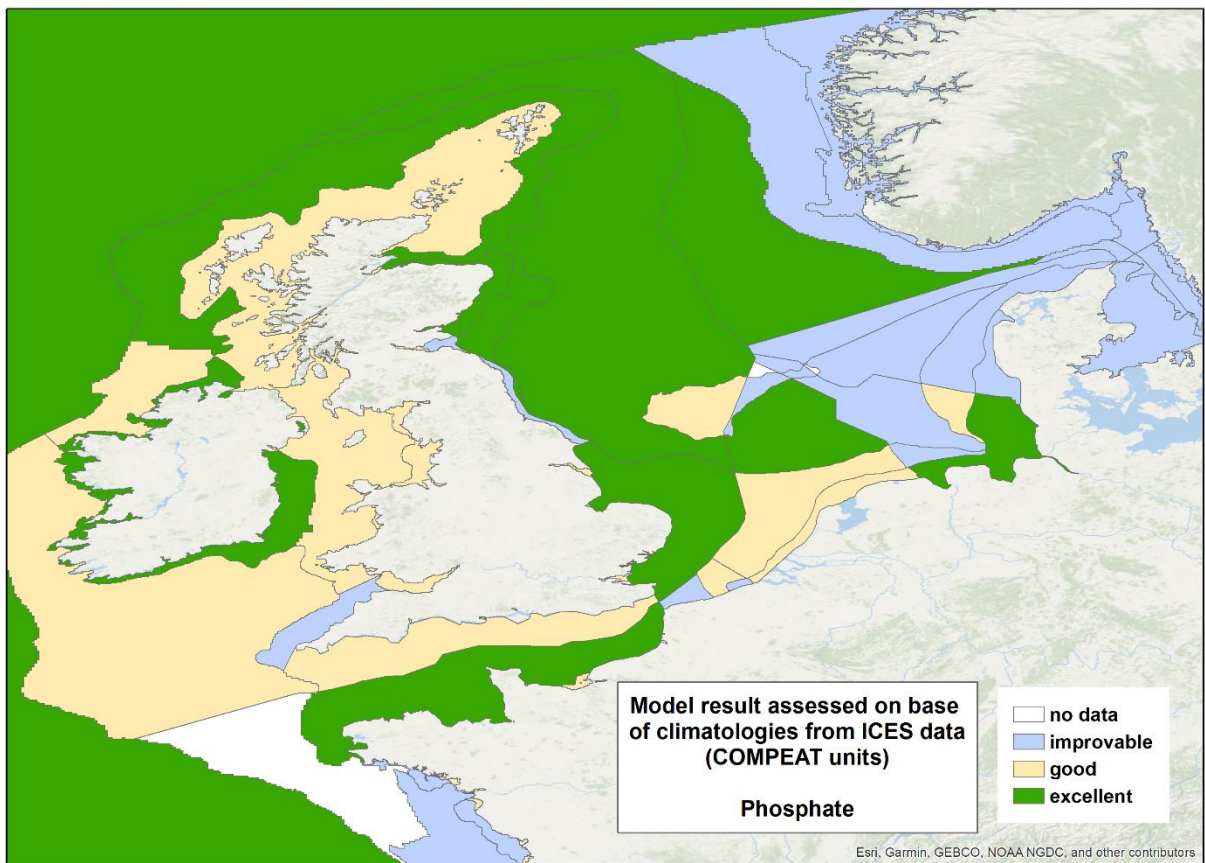 Model result assessed on base
of climatologies from ICES data
(COMPEAT units)
Phosphate
no data
improvable
good
excellent
Esri, Garmin, GEBCO, NOAA NGDC, and other contributors